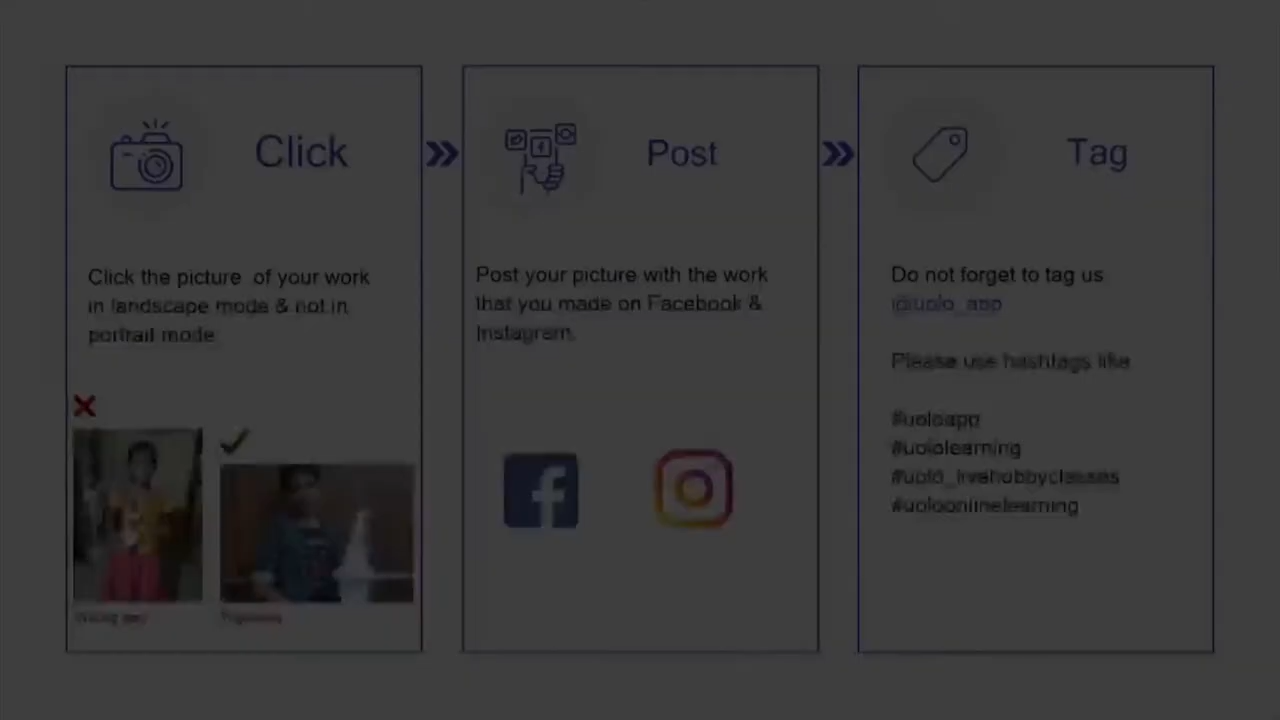 Click
Click the picture of your work
in landscape mode & not in
portrait mode
Post
Post your picture with the work
that you made on Facebook &
Instagram.
Tag
Do not forget to tag us
@uolo_app
Please use hashtags like
#uoloapp
#uololearning
#uolo_livehobbyclasses
#uoloonlinelearning